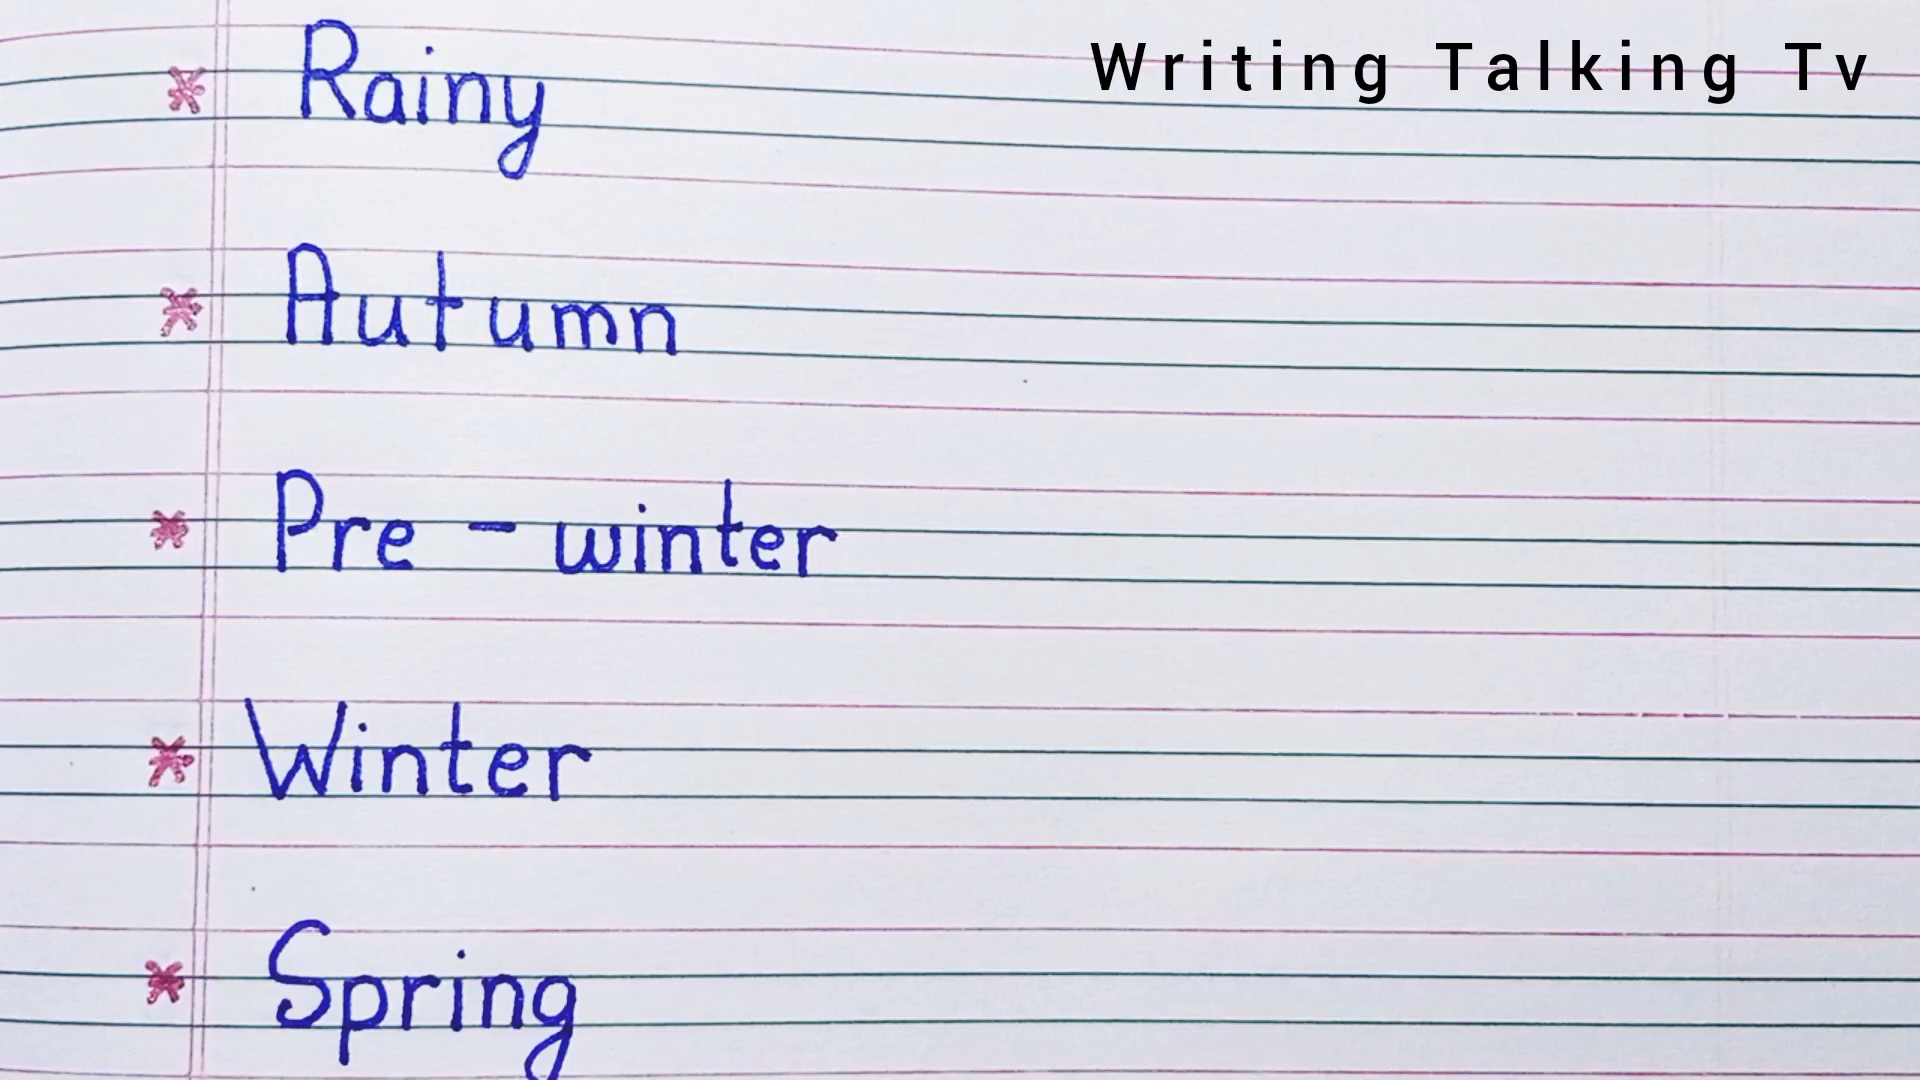 Writing Talking Tv
* Rainy
* Autumn
* Pre - winter
* Winter
* Spring